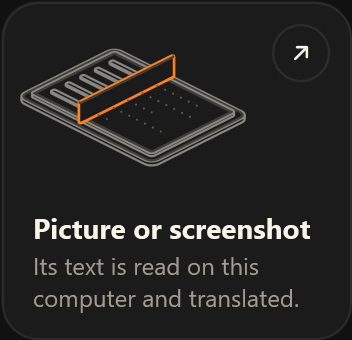 Picture or screenshot
Its text is read on this
computer and translated.